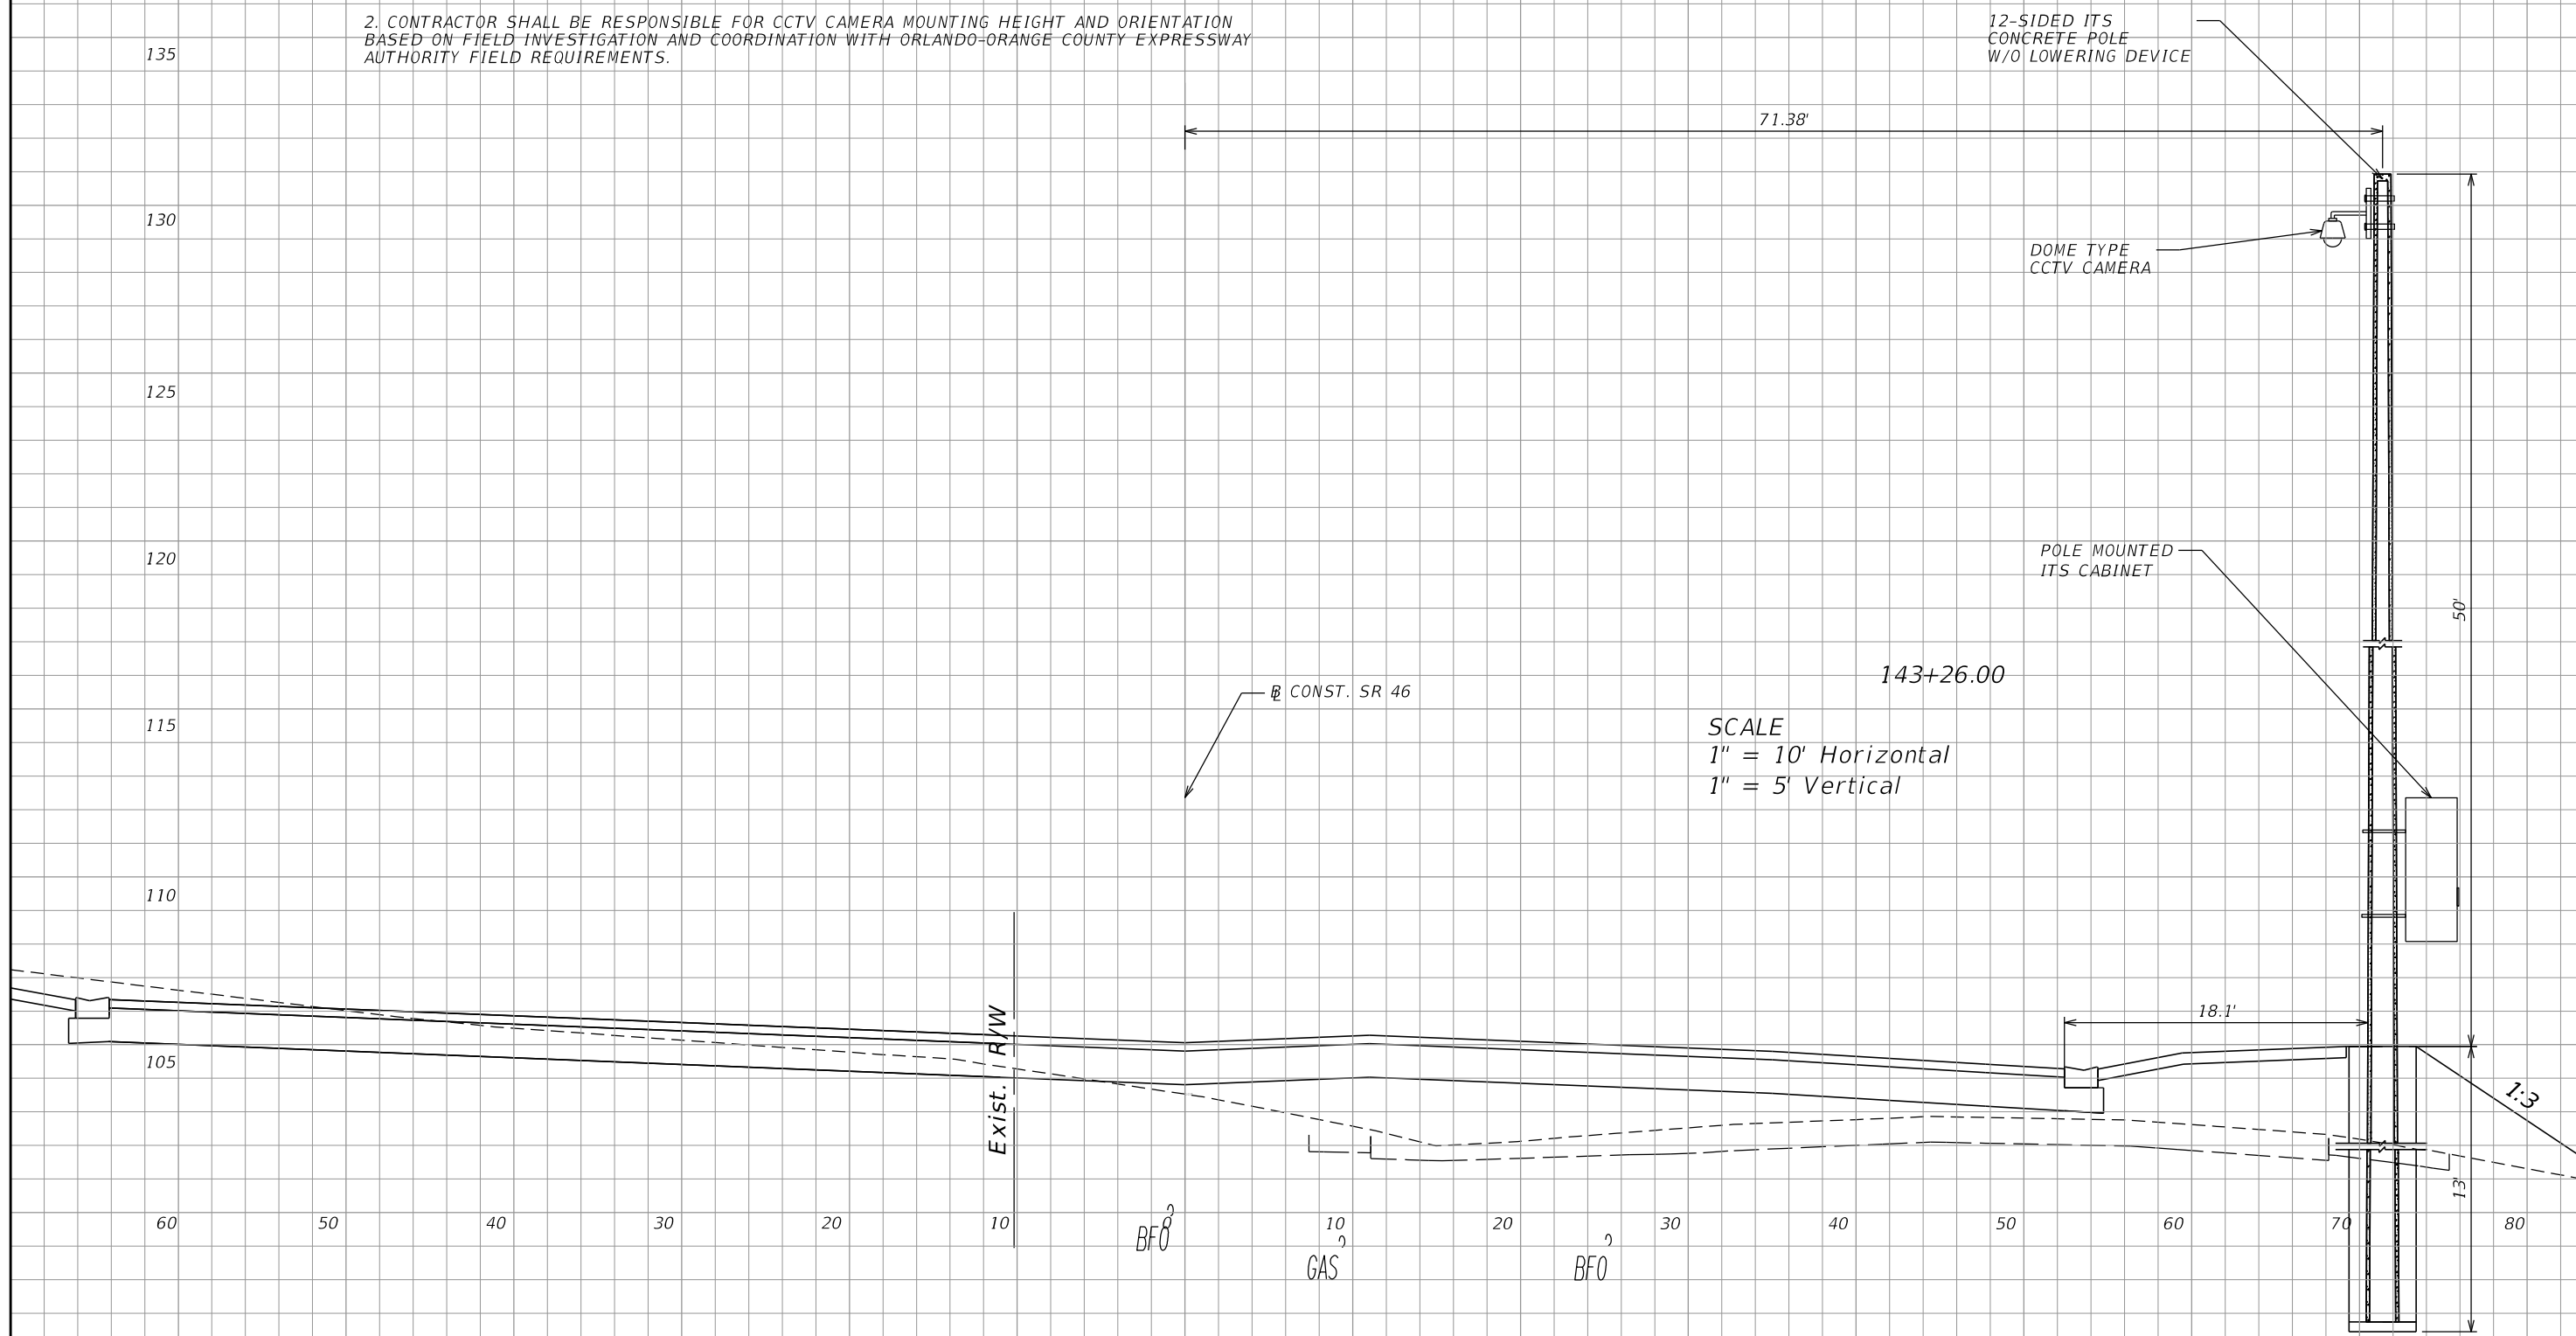 2. CONTRACTOR SHALL BE RESPONSIBLE FOR CCTV CAMERA MOUNTING HEIGHT AND ORIENTATION
BASED ON FIELD INVESTIGATION AND COORDINATION WITH ORLANDO-ORANGE COUNTY EXPRESSWAY
AUTHORITY FIELD REQUIREMENTS.
12-SIDED ITS
CONCRETE POLE
W/O LOWERING DEVICE
135
71.38'
130
DOME TYPE
CCTV CAMERA
125
120
POLE MOUNTED
ITS CABINET
50'
143+26.00
℄ CONST. SR 46
115
SCALE
1" = 10' Horizontal
1" = 5' Vertical
110
18.1'
105
Exist. R/W
1:3
13'
60 50 40 30 20 10 0 10 20 30 40 50 60 70 80
BFO
GAS
BFO